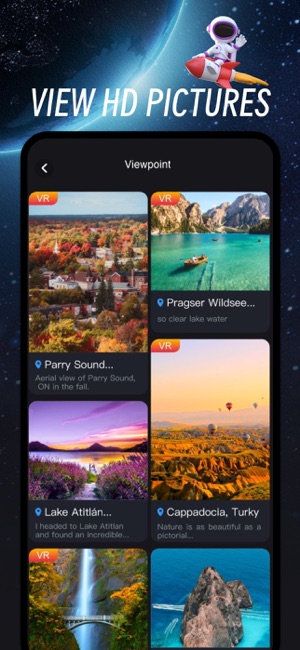 VIEW HD PICTURES
Viewpoint
VR
Parry Sound...
Aerial view of Parry Sound,
ON in the fall.
VR
Pragser Wildsee...
so clear lake water
Lake Atitlán...
I headed to Lake Atitlan
and found an incredible...
VR
Cappadocia, Turky
Nature is as beautiful as a
pictorial...
VR